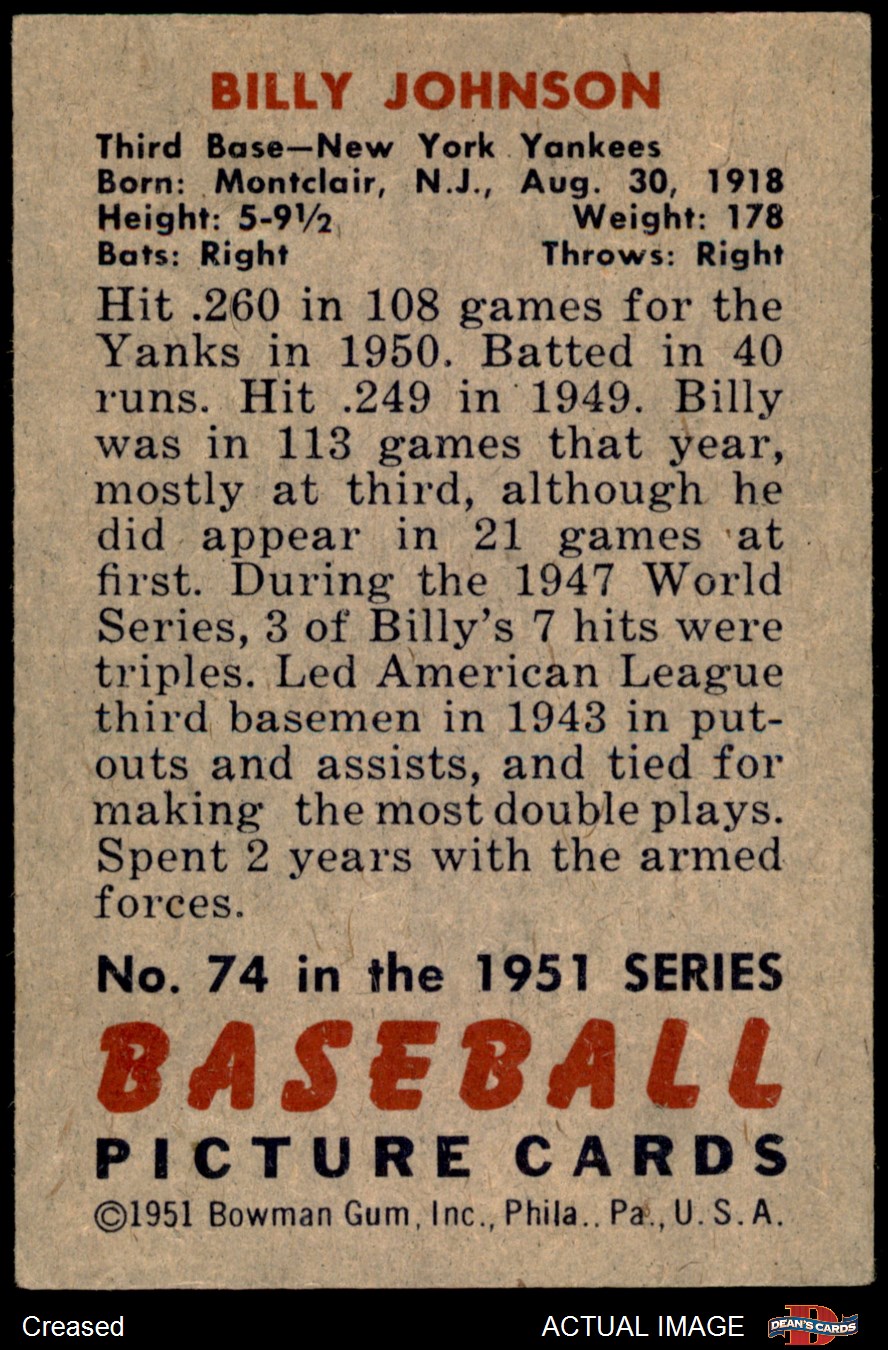 BILLY JOHNSON
Third Base—New York Yankees
Born: Montclair, N.J., Aug. 30, 1918
Height: 5-9½ Weight: 178
Bats: Right Throws: Right
Hit .260 in 108 games for the
Yanks in 1950. Batted in 40
runs. Hit .249 in 1949. Billy
was in 113 games that year,
mostly at third, although he
did appear in 21 games at
first. During the 1947 World
Series, 3 of Billy's 7 hits were
triples. Led American League
third basemen in 1943 in put-
outs and assists, and tied for
making the most double plays.
Spent 2 years with the armed
forces.
No. 74 in the 1951 SERIES
BASEBALL
PICTURE CARDS
©1951 Bowman Gum, Inc., Phila.. Pa., U.S.A.
Creased ACTUAL IMAGE D DEAN'S CARDS